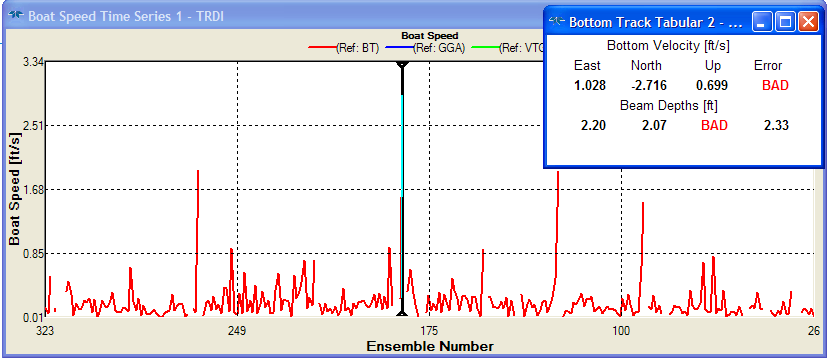 Boat Speed Time Series 1 - TRDI
Boat Speed
(Ref: BT) (Ref: GGA) (Ref: VTG
3.34
2.51
1.68
0.85
0.01
Boat Speed [ft/s]
323 249 175 100 26
Ensemble Number
Bottom Track Tabular 2 - ...
Bottom Velocity [ft/s]
East North Up Error
1.028 -2.716 0.699 BAD
Beam Depths [ft]
2.20 2.07 BAD 2.33